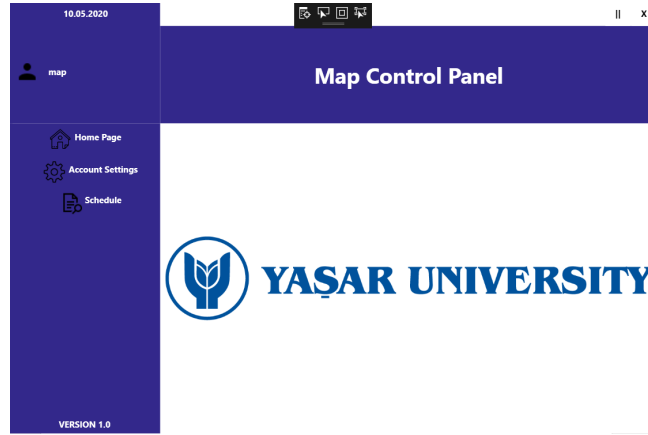 10.05.2020
||
X
map
Map Control Panel
Home Page
Account Settings
Schedule
YAŞAR UNIVERSITY
VERSION 1.0